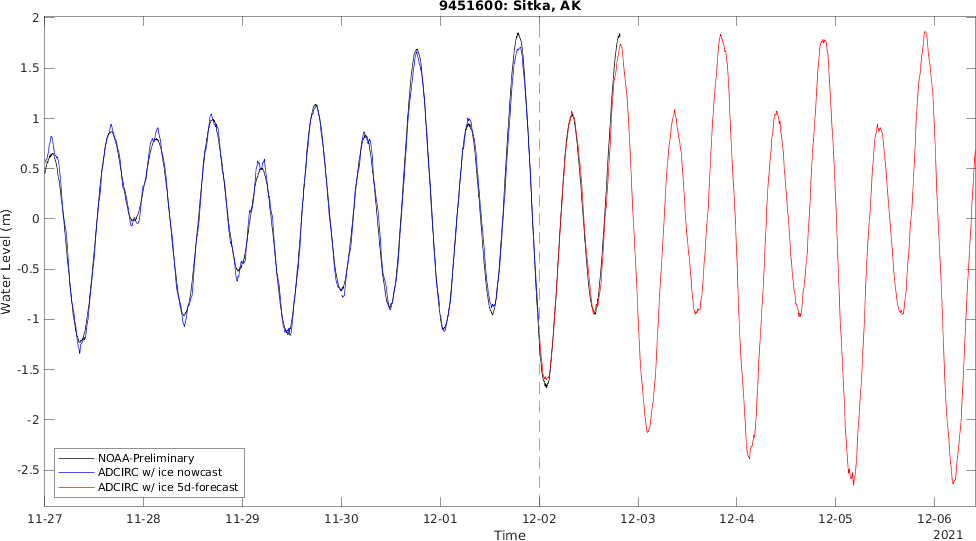 9451600: Sitka, AK
2
1.5
1
0.5
0
-0.5
-1
-1.5
-2
-2.5
Water Level (m)
NOAA-Preliminary
ADCIRC w/ ice nowcast
ADCIRC w/ ice 5d-forecast
11-27 11-28 11-29 11-30 12-01 12-02 12-03 12-04 12-05 12-06
Time
2021